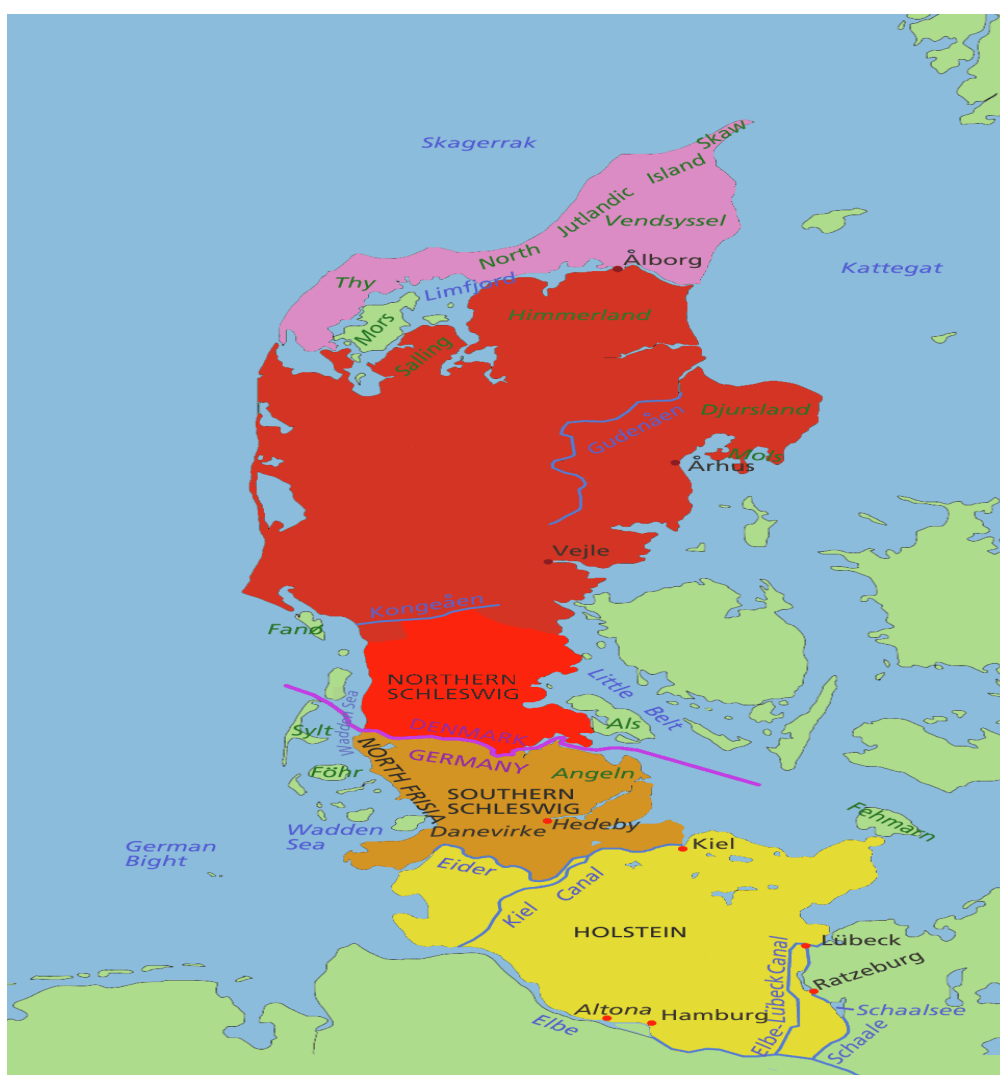 Skaw
Skagerrak
Island
Jutlandic
Vendsyssel
North
Ålborg
Kattegat
Thy
Limfjord
Himmerland
Mors
Salling
Djursland
Gudenåen
Mols
Århus
Vejle
Kongeåen
Fanø
NORTHERN
SCHLESWIG
Little Belt
Wadden Sea
Als
Sylt
DENMARK
GERMANY
NORTH FRISIA
Föhr
Angeln
SOUTHERN
SCHLESWIG
Fehmarn
Hedeby
Danevirke
Wadden
Sea
German
Bight
Kiel
Eider
Kiel Canal
HOLSTEIN
Lübeck
Elbe-Lübeck Canal
Ratzeburg
Schaalsee
Altona
Hamburg
Elbe
Schaale